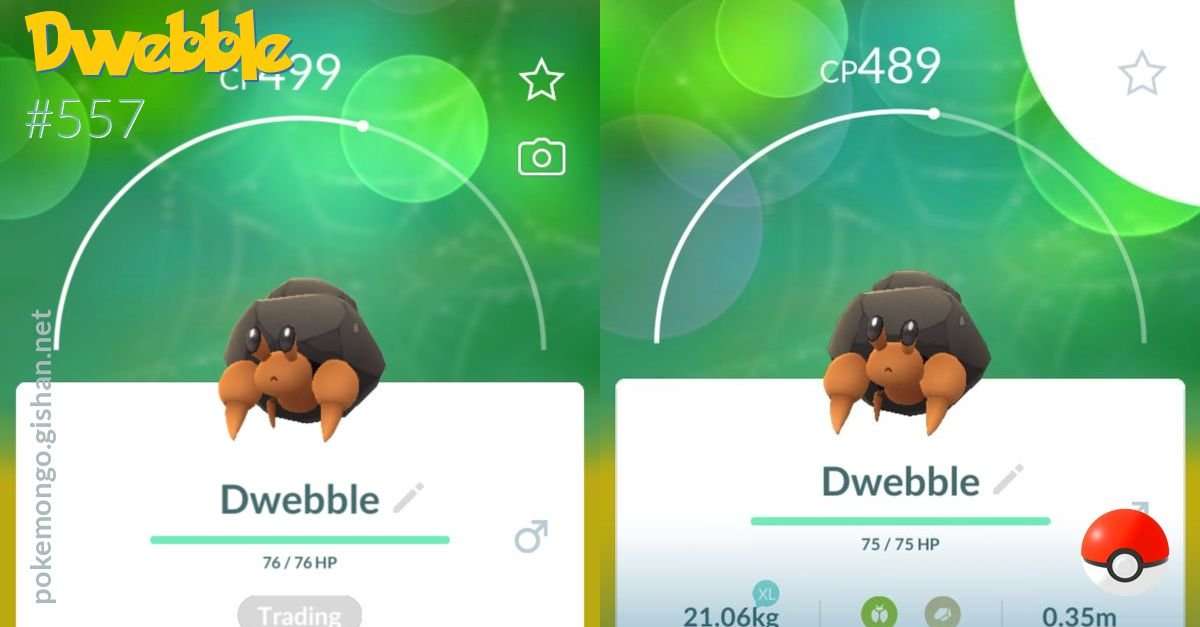 Dwebble
#557
CP499
Dwebble
76 / 76 HP
Trading
pokemongo.gishan.net
CP489
Dwebble
75 / 75 HP
XL
21.06kg
0.35m